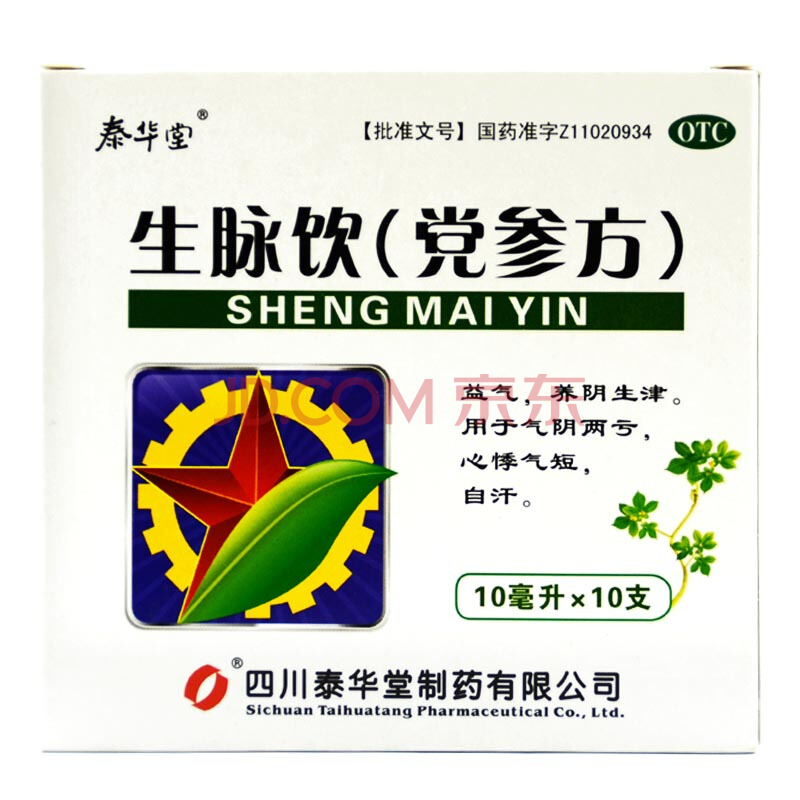 泰华堂®
【批准文号】国药准字Z11020934 OTC
生脉饮(党参方)
SHENG MAI YIN
JD.COM 京东
益气，养阴生津。
用于气阴两亏，
心悸气短，
自汗。
10毫升×10支
®四川泰华堂制药有限公司
Sichuan Taihuatang Pharmaceutical Co., Ltd.